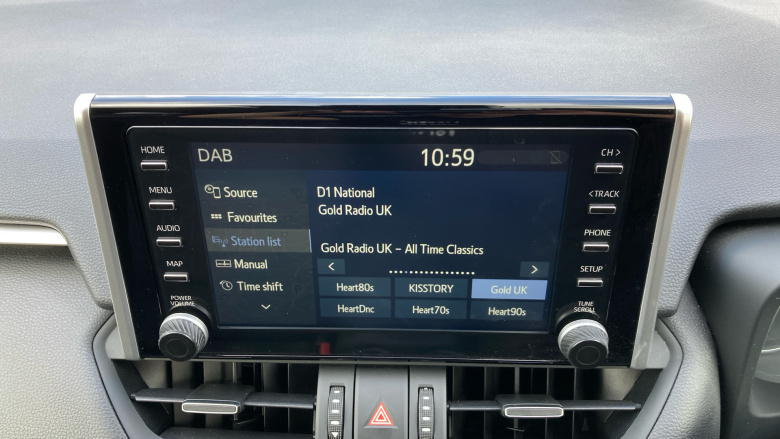 HOME
MENU
AUDIO
MAP
POWER
VOLUME
DAB
10:59
Source
Favourites
Station list
Manual
Time shift
D1 National
Gold Radio UK
Gold Radio UK – All Time Classics
< >
Heart80s KISSTORY Gold UK
HeartDnc Heart70s Heart90s
CH >
< TRACK
PHONE
SETUP
TUNE
SCROLL